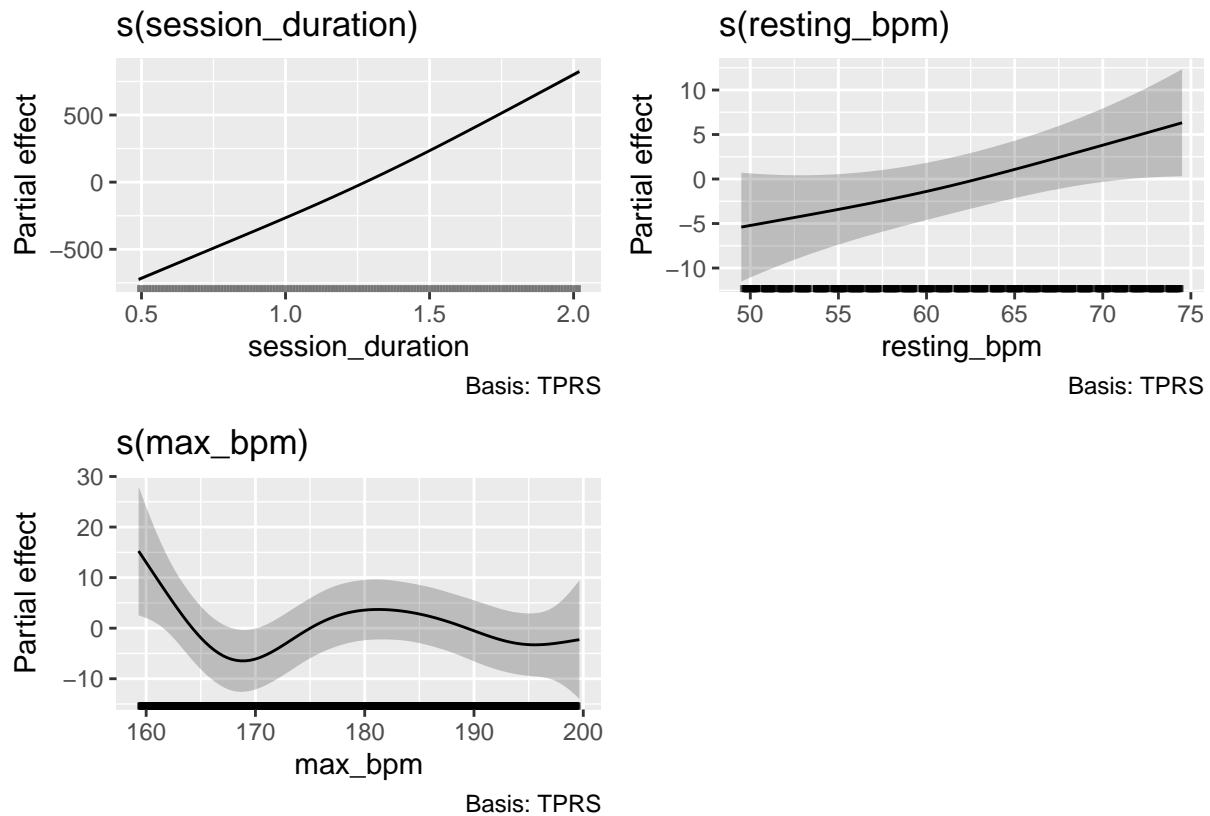 s(session_duration)
Partial effect
500
0
−500
0.5 1.0 1.5 2.0
session_duration
Basis: TPRS
s(resting_bpm)
Partial effect
10
5
0
−5
−10
50 55 60 65 70 75
resting_bpm
Basis: TPRS
s(max_bpm)
Partial effect
30
20
10
0
−10
160 170 180 190 200
max_bpm
Basis: TPRS